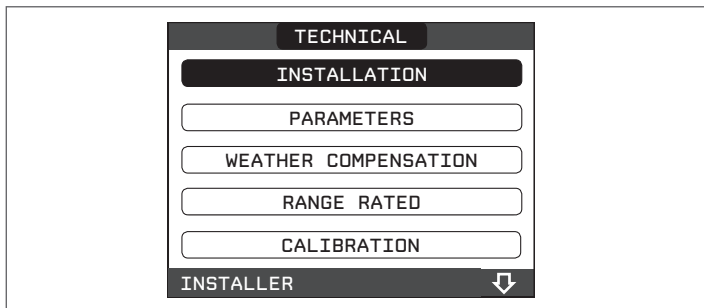 TECHNICAL
INSTALLATION
PARAMETERS
WEATHER COMPENSATION
RANGE RATED
CALIBRATION
INSTALLER